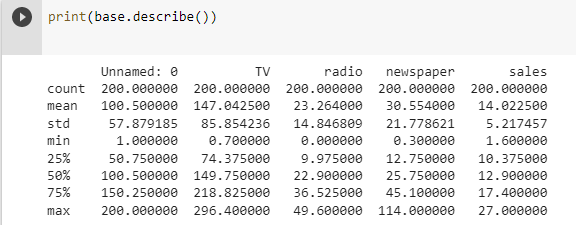 print(base.describe())
Unnamed: 0 TV radio newspaper sales
count 200.000000 200.000000 200.000000 200.000000 200.000000
mean 100.500000 147.042500 23.264000 30.554000 14.022500
std 57.879185 85.854236 14.846809 21.778621 5.217457
min 1.000000 0.700000 0.000000 0.300000 1.600000
25% 50.750000 74.375000 9.975000 12.750000 10.375000
50% 100.500000 149.750000 22.900000 25.750000 12.900000
75% 150.250000 218.825000 36.525000 45.100000 17.400000
max 200.000000 296.400000 49.600000 114.000000 27.000000